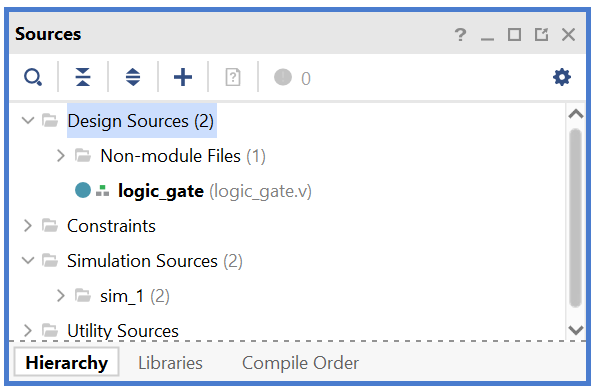 Sources
?
? 0
Design Sources (2)
Non-module Files (1)
logic_gate (logic_gate.v)
Constraints
Simulation Sources (2)
sim_1 (2)
Utility Sources
Hierarchy Libraries Compile Order